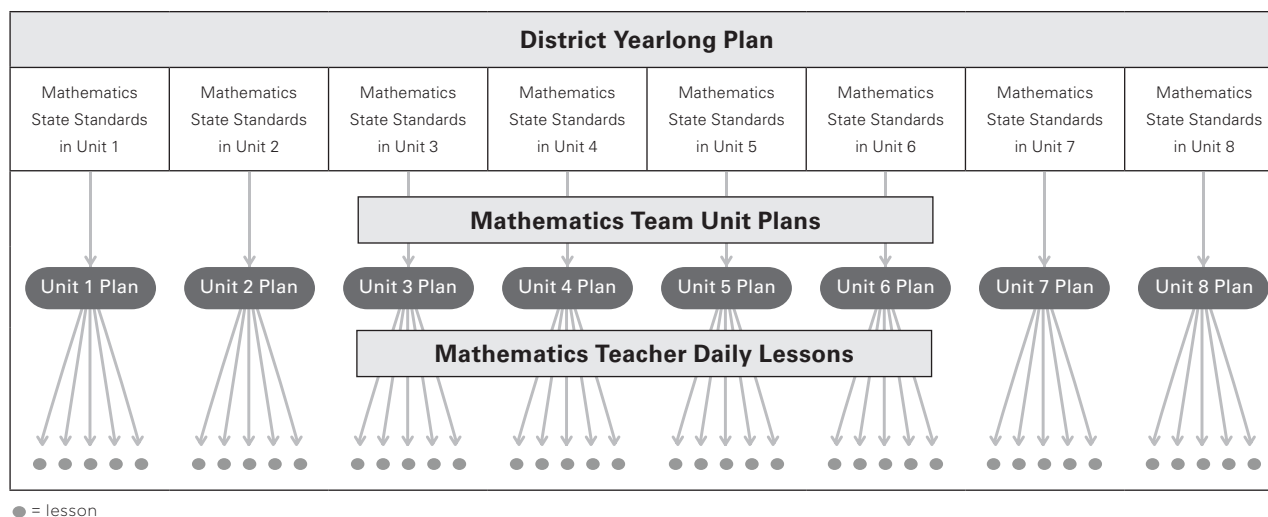 District Yearlong Plan
Mathematics
State Standards
in Unit 1
Mathematics
State Standards
in Unit 2
Mathematics
State Standards
in Unit 3
Mathematics
State Standards
in Unit 4
Mathematics
State Standards
in Unit 5
Mathematics
State Standards
in Unit 6
Mathematics
State Standards
in Unit 7
Mathematics
State Standards
in Unit 8
Mathematics Team Unit Plans
Unit 1 Plan
Unit 2 Plan
Unit 3 Plan
Unit 4 Plan
Unit 5 Plan
Unit 6 Plan
Unit 7 Plan
Unit 8 Plan
Mathematics Teacher Daily Lessons
= lesson